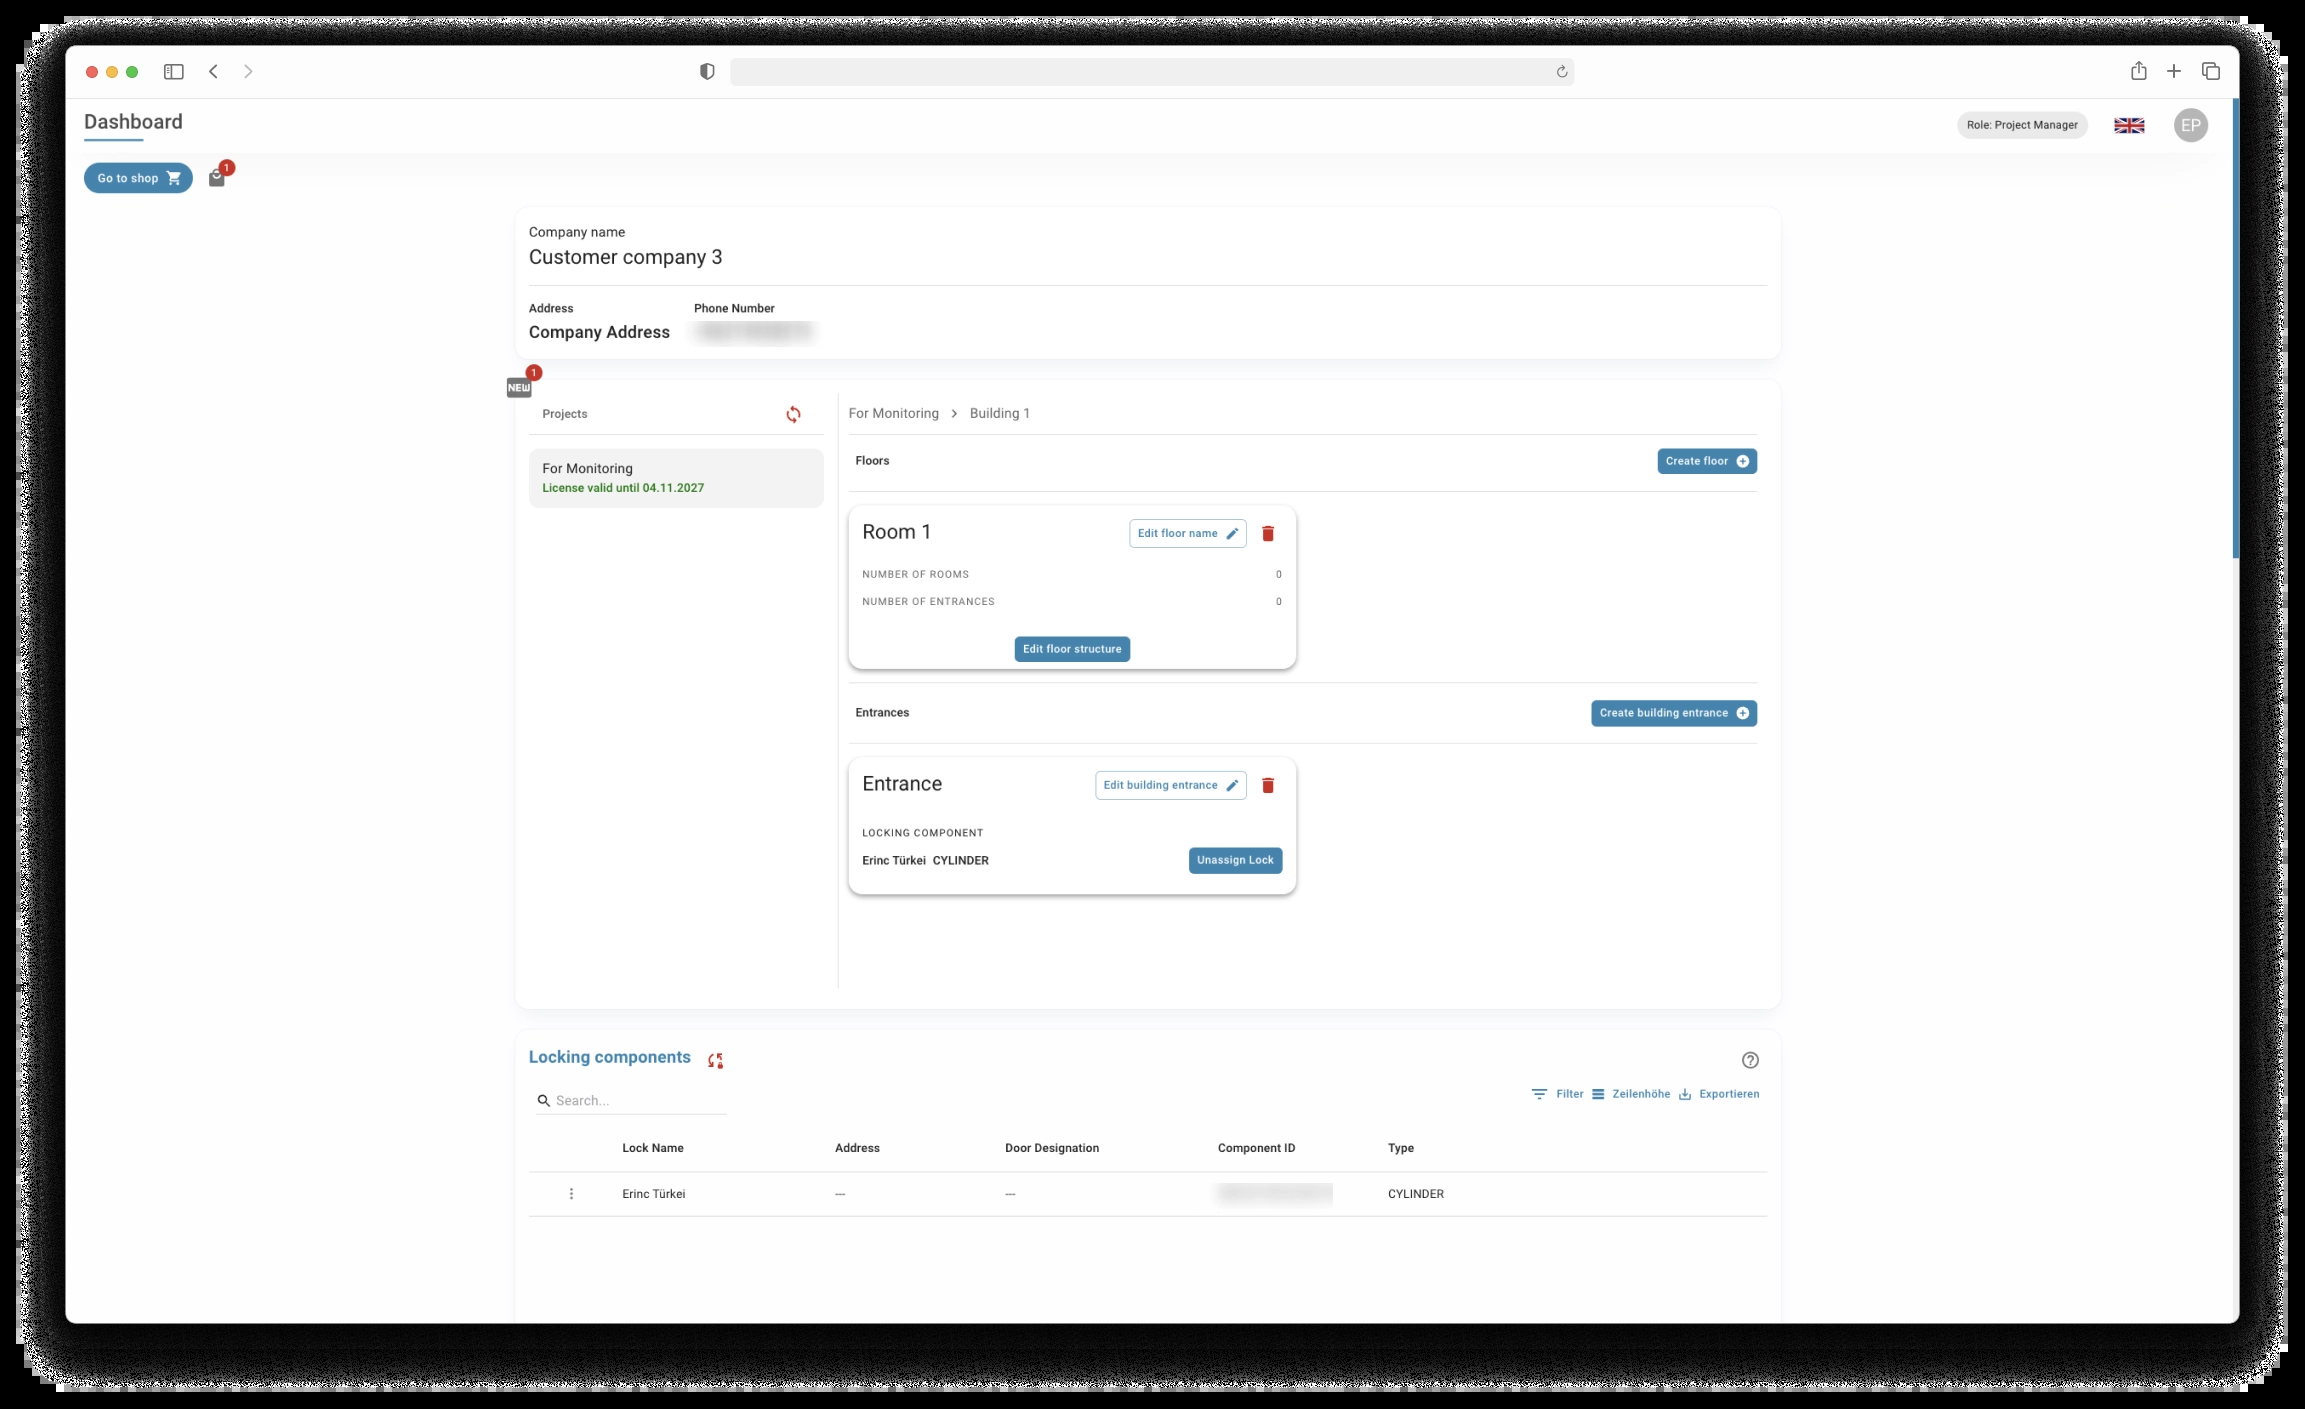 Dashboard
Role: Project Manager
EP
Go to shop
1
Company name
Customer company 3
Address Phone Number
Company Address
1
NEW
Projects
For Monitoring
License valid until 04.11.2027
For Monitoring > Building 1
Floors
Create floor
Room 1
Edit floor name
NUMBER OF ROOMS 0
NUMBER OF ENTRANCES 0
Edit floor structure
Entrances
Create building entrance
Entrance
Edit building entrance
LOCKING COMPONENT
Erinc Türkei CYLINDER
Unassign Lock
Locking components
Search...
Filter Zeilenhöhe Exportieren
Lock Name Address Door Designation Component ID Type
Erinc Türkei --- --- CYLINDER